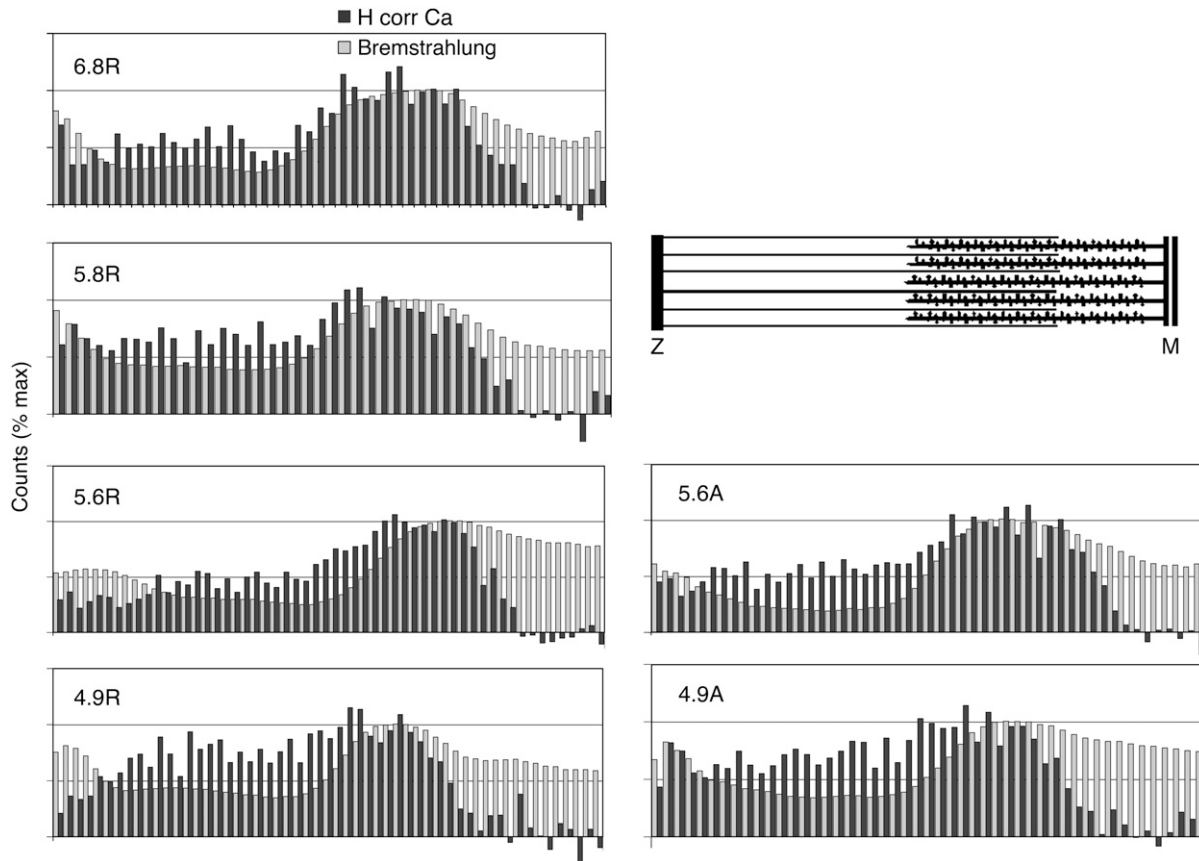 H corr Ca
Bremstrahlung
6.8R
5.8R
Z
M
Counts (% max)
5.6R
5.6A
4.9R
4.9A